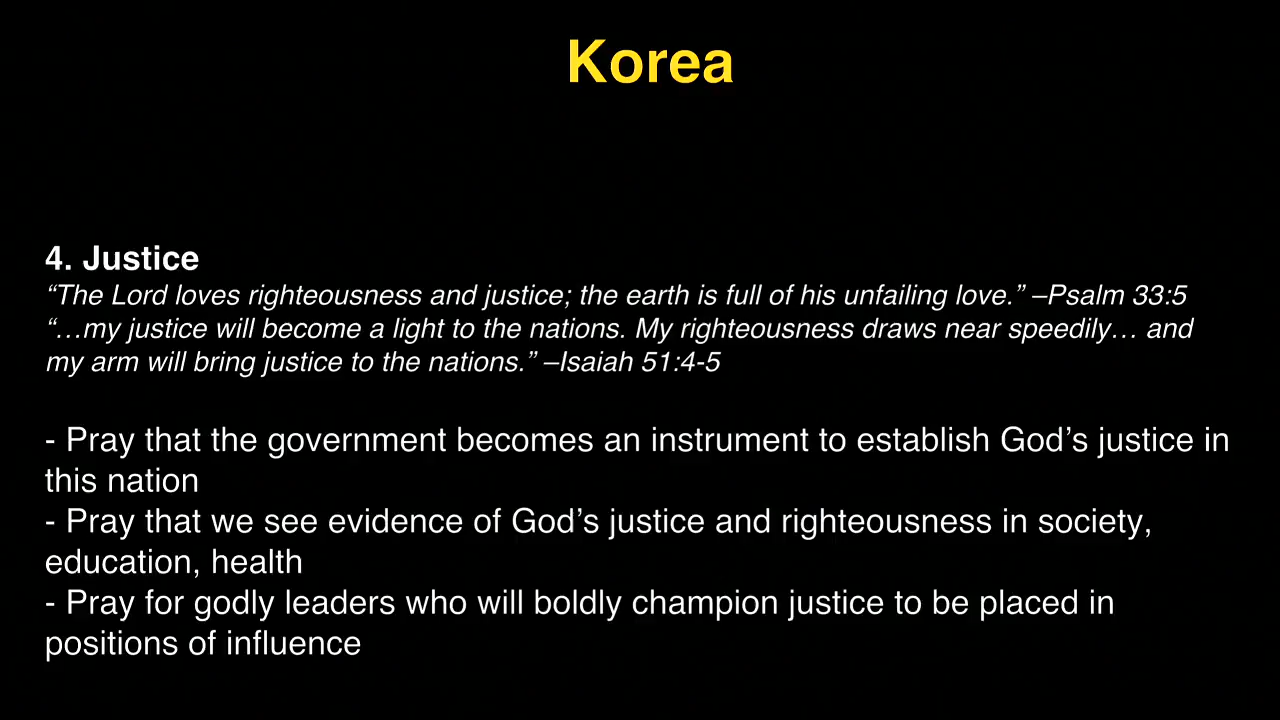 Korea
4. Justice
“The Lord loves righteousness and justice; the earth is full of his unfailing love.” –Psalm 33:5
“…my justice will become a light to the nations. My righteousness draws near speedily… and
my arm will bring justice to the nations.” –Isaiah 51:4-5
- Pray that the government becomes an instrument to establish God’s justice in
this nation
- Pray that we see evidence of God’s justice and righteousness in society,
education, health
- Pray for godly leaders who will boldly champion justice to be placed in
positions of influence